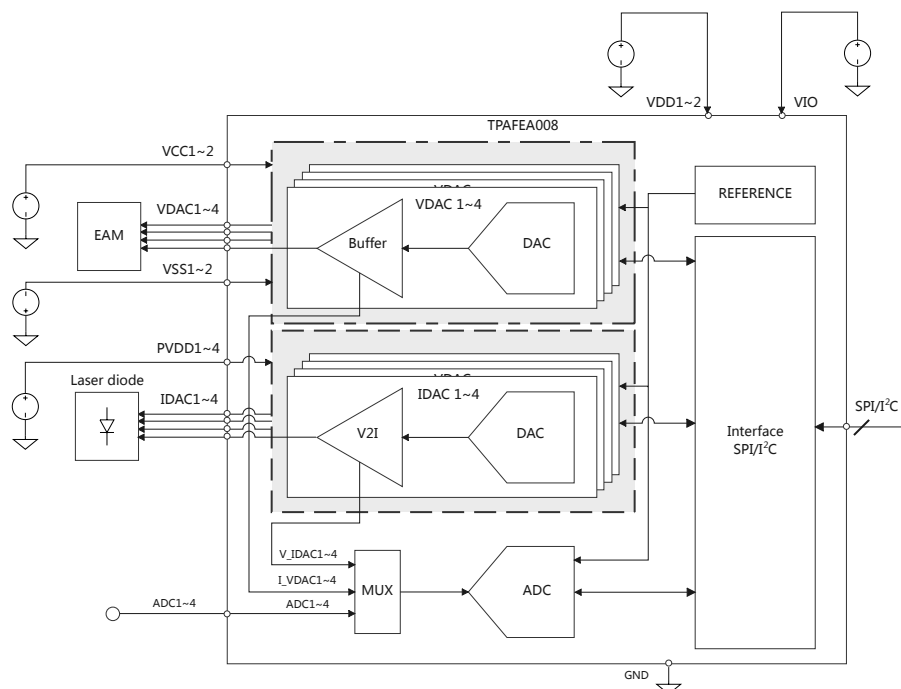 VDD1~2
VIO
TPAFEA008
VCC1~2
VDAC1~4
EAM
VSS1~2
VDAC 1~4
Buffer
DAC
REFERENCE
PVDD1~4
Laser diode
IDAC1~4
IDAC 1~4
V2I
DAC
Interface
SPI/I²C
SPI/I²C
V_IDAC1~4
I_VDAC1~4
ADC1~4
ADC1~4
MUX
ADC
GND